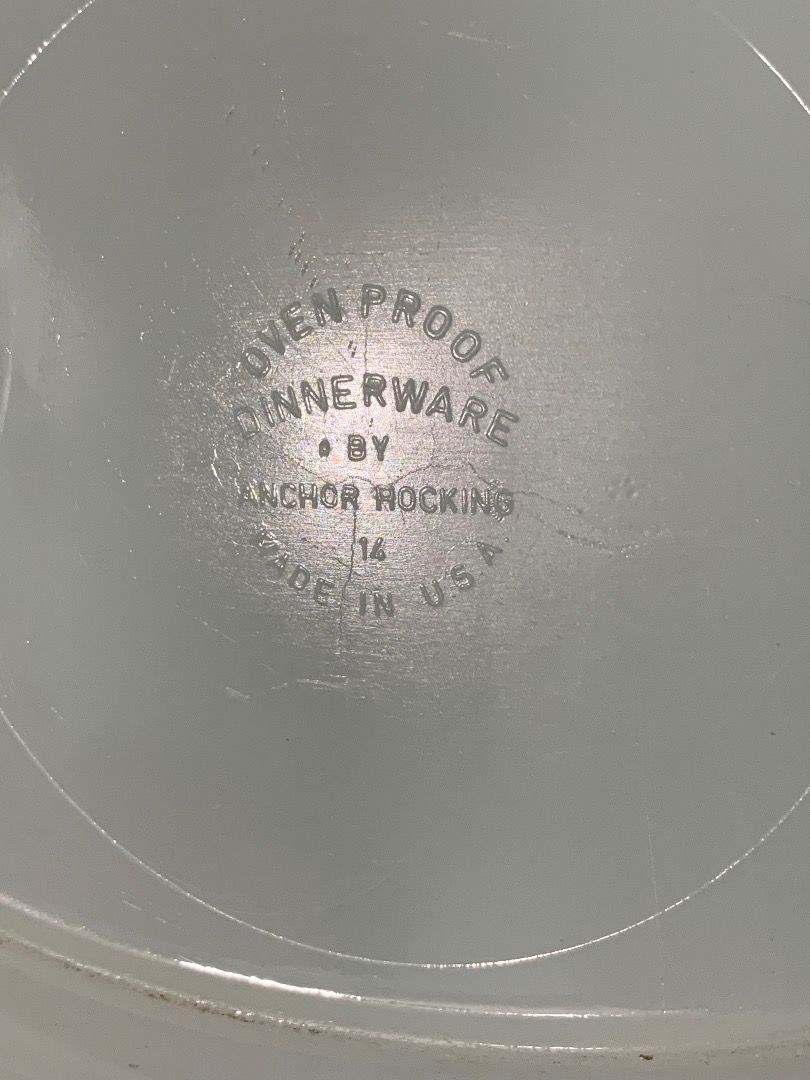 OVEN PROOF
DINNERWARE
BY
ANCHOR HOCKING
14
MADE IN U.S.A.